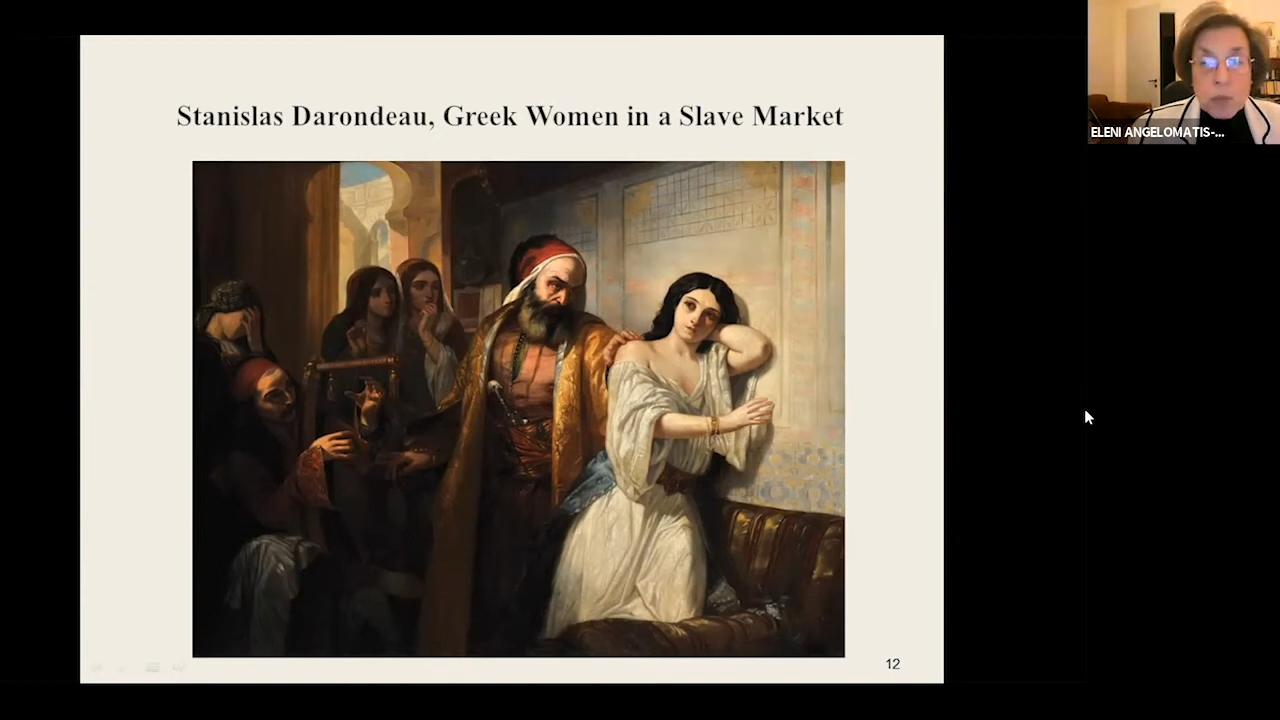 Stanislas Darondeau, Greek Women in a Slave Market
ELENI ANGELOMATIS-...
12